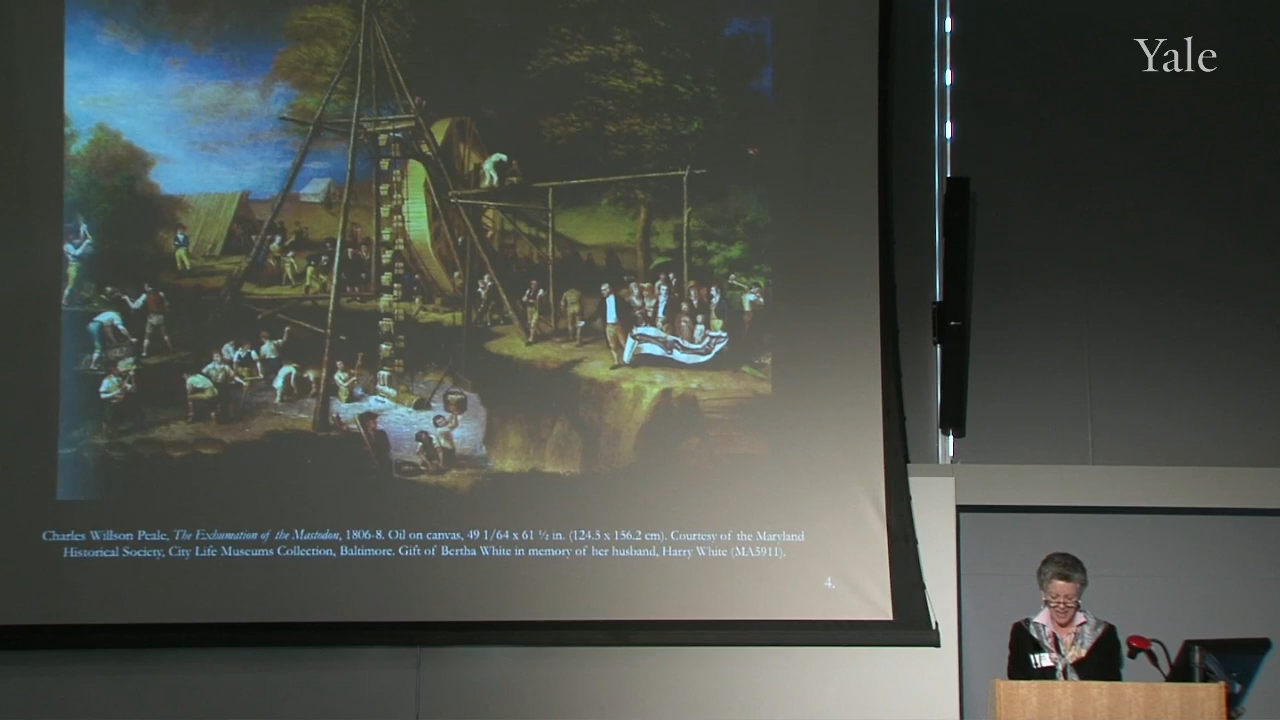 Yale
Charles Willson Peale, The Exhumation of the Mastodon, 1806-8. Oil on canvas, 49 1/64 x 61 ½ in. (124.5 x 156.2 cm). Courtesy of the Maryland
Historical Society, City Life Museums Collection, Baltimore. Gift of Bertha White in memory of her husband, Harry White (MA5911).
4.